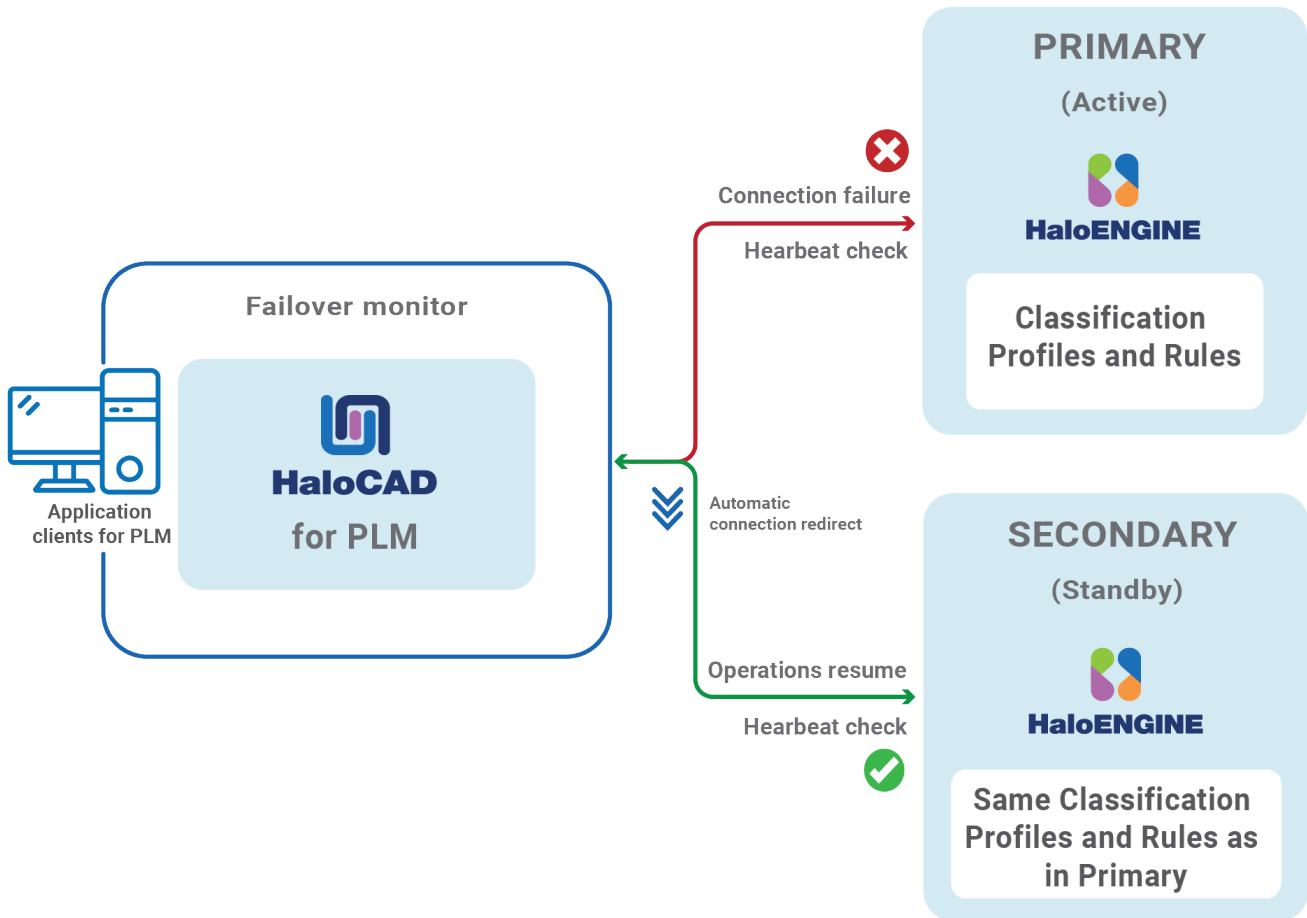 PRIMARY
(Active)
Connection failure
Hearbeat check
HaloENGINE
Classification
Profiles and Rules
Failover monitor
HaloCAD
for PLM
Application
clients for PLM
Automatic
connection redirect
SECONDARY
(Standby)
Operations resume
Hearbeat check
HaloENGINE
Same Classification
Profiles and Rules as
in Primary